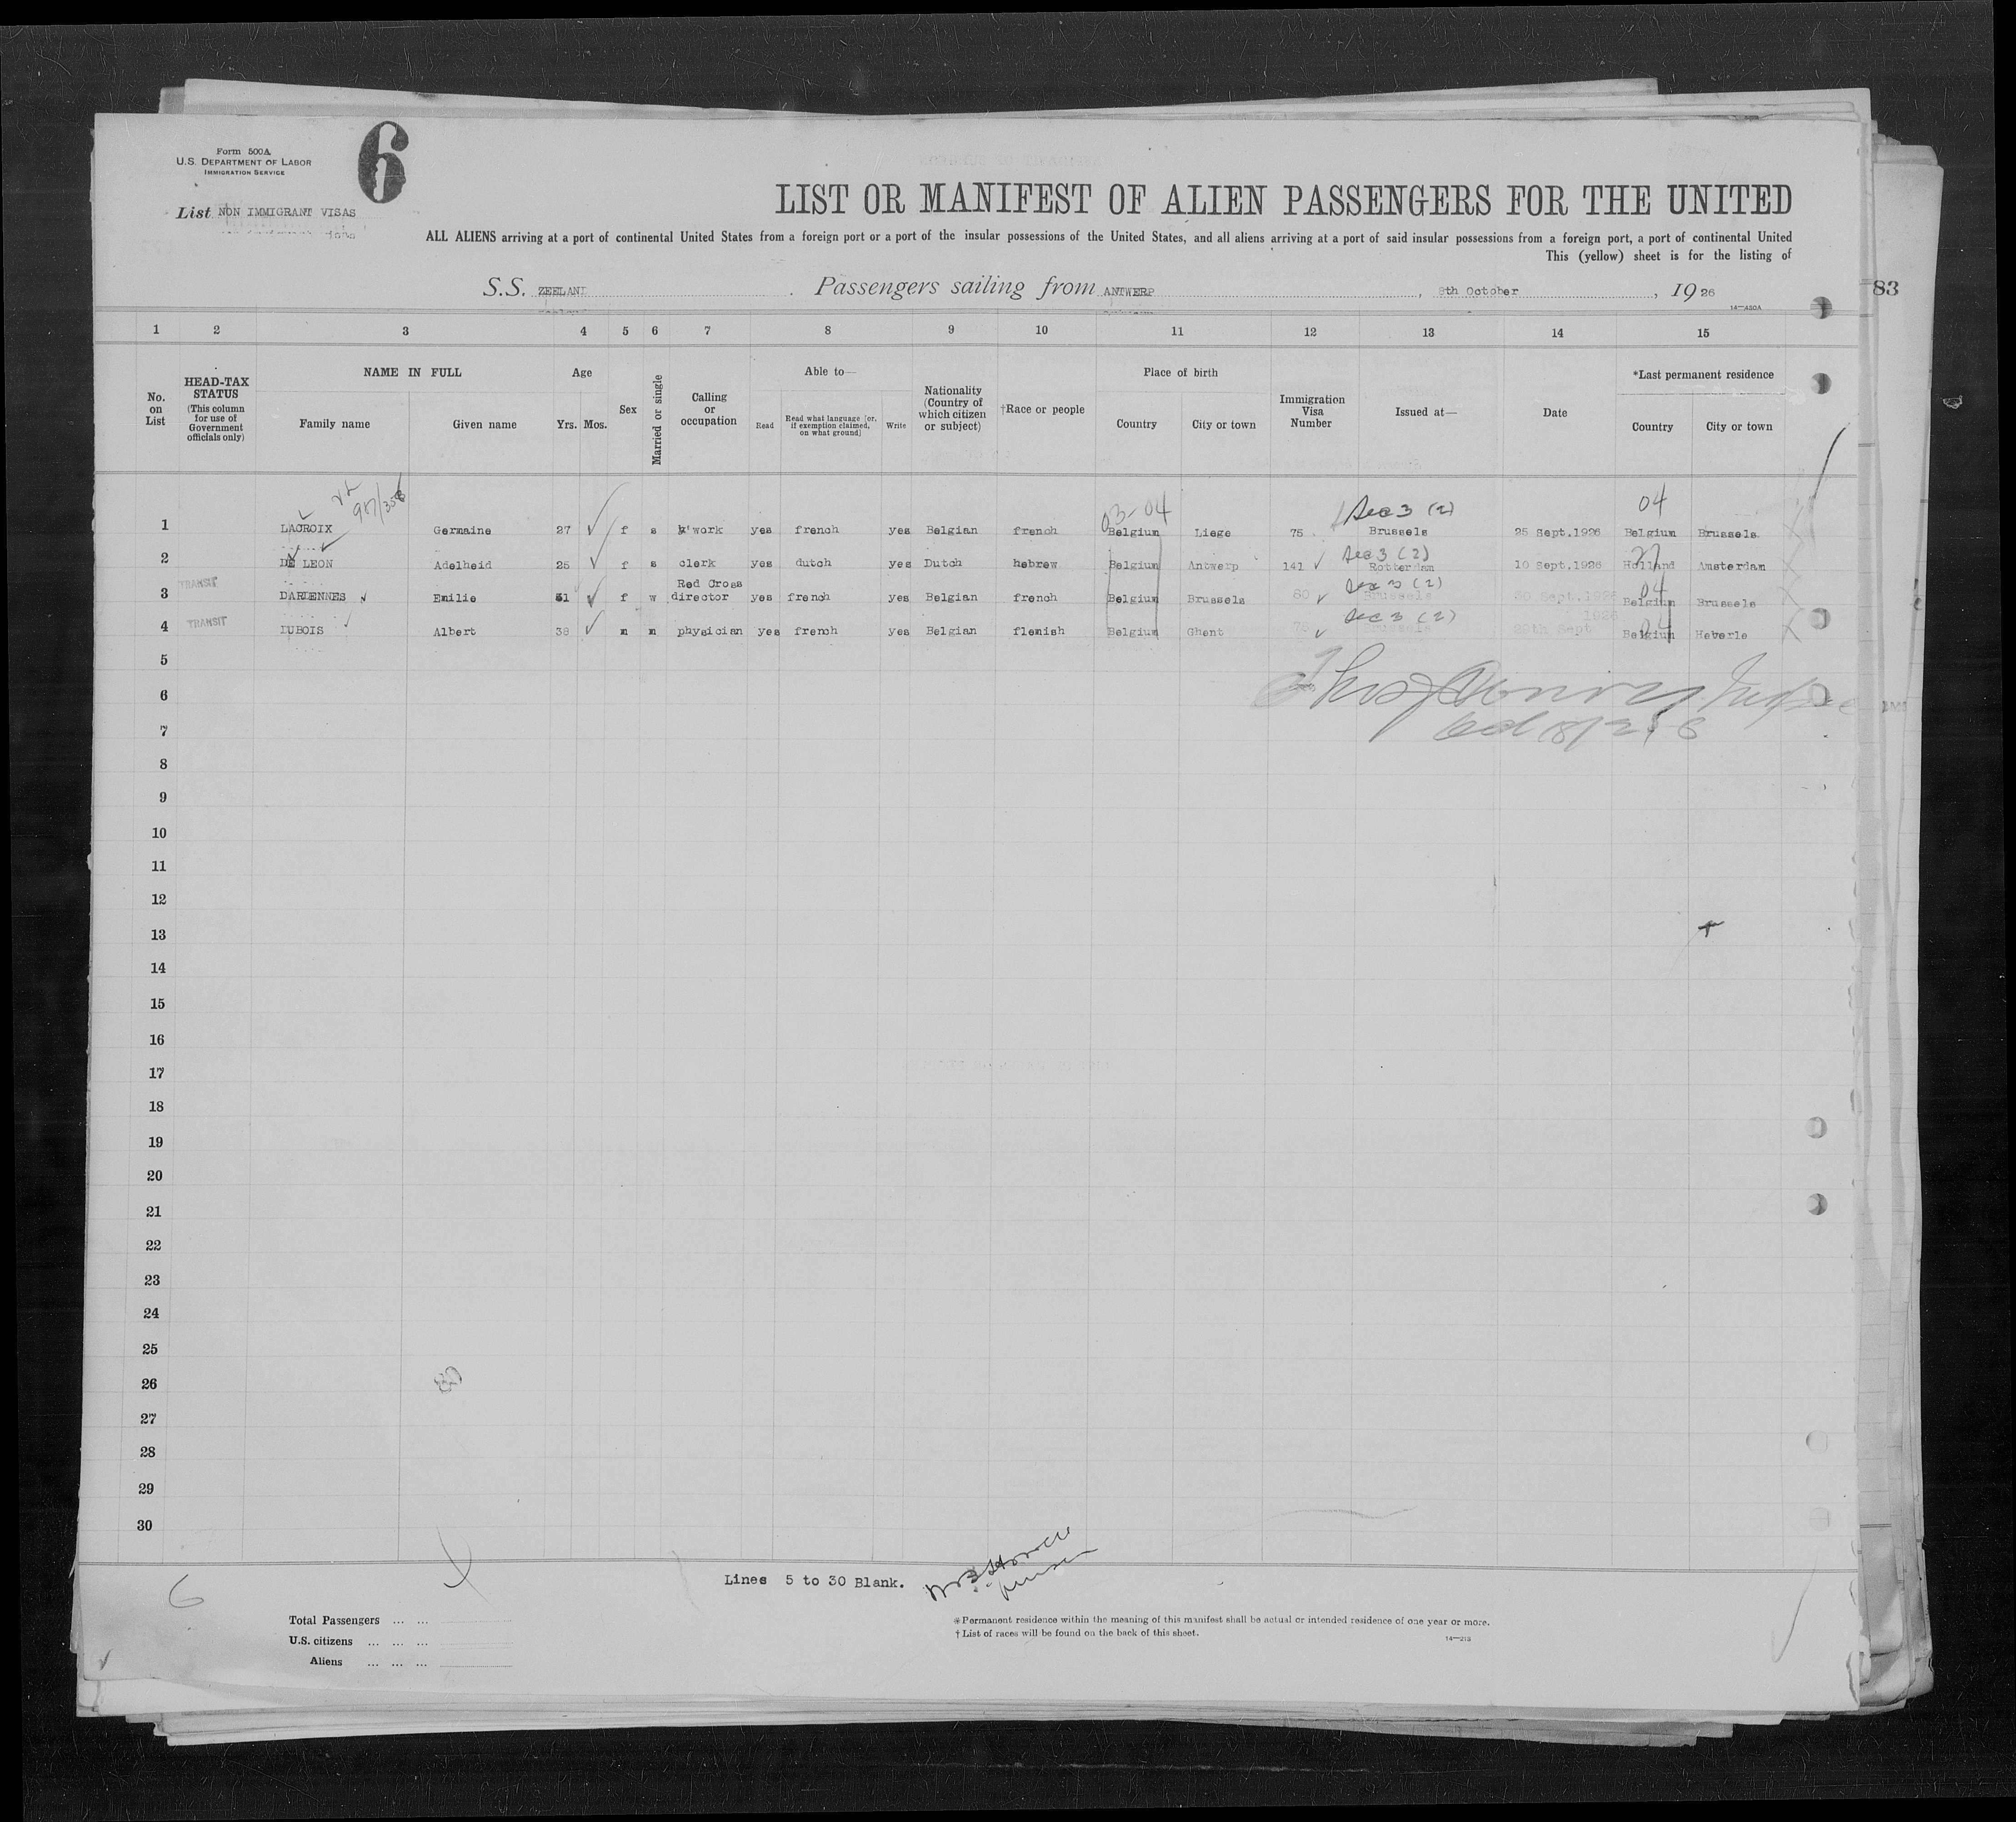 Form 500A
U.S. DEPARTMENT OF LABOR
IMMIGRATION SERVICE
6
List NON IMMIGRANT VISAS
LIST OR MANIFEST OF ALIEN PASSENGERS FOR THE UNITED
ALL ALIENS arriving at a port of continental United States from a foreign port or a port of the insular possessions of the United States, and all aliens arriving at a port of said insular possessions from a foreign port, a port of continental United
This (yellow) sheet is for the listing of
S.S. ZEELAND Passengers sailing from ANTWERP, 8th October, 1926
83
14—450A
1 2 3 4 5 6 7 8 9 10 11 12 13 14 15
No. on List
HEAD-TAX STATUS (This column for use of Government officials only)
NAME IN FULL
Family name Given name
Age
Yrs. Mos.
Sex
Married or single
Calling or occupation
Able to—
Read Read what language [or, if exemption claimed, on what ground] Write
Nationality (Country of which citizen or subject)
†Race or people
Place of birth
Country City or town
Immigration Visa Number
Issued at—
Date
*Last permanent residence
Country City or town
03-04 Sec 3 (2) 04
1 LACROIX Germaine 27 f s h'work yes french yes Belgian french Belgium Liege 75 Brussels 25 Sept.1926 Belgium Brussels
Sec 3 (2)
2 DE LEON Adelheid 25 f s clerk yes dutch yes Dutch hebrew Belgium Antwerp 141 Rotterdam 10 Sept.1926 Holland Amsterdam
Sec 3 (2) 04
3 TRANSIT DARDENNES Emilie 51 f w Red Cross director yes french yes Belgian french Belgium Brussels 80 Brussels 30 Sept.1926 Belgium Brussels
Sec 3 (2) 04
4 TRANSIT DUBOIS Albert 38 m m physician yes french yes Belgian flemish Belgium Ghent Brussels 29th Sept 1926 Belgium Heverle
5
6
7
8
9
10
11
12
13
14
15
16
17
18
19
20
21
22
23
24
25
26
27
28
29
30
Lines 5 to 30 Blank.
6
Total Passengers ... ...
U.S. citizens ... ... ...
Aliens ... ... ...
*Permanent residence within the meaning of this manifest shall be actual or intended residence of one year or more.
†List of races will be found on the back of this sheet.
14—213